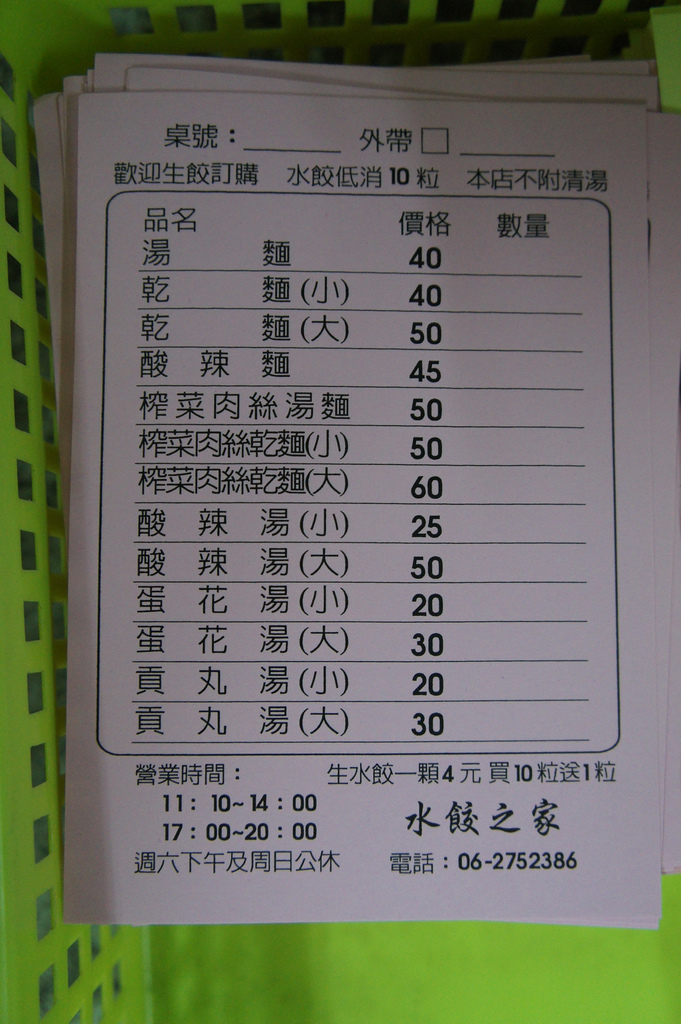 桌號：＿＿＿＿ 外帶 □ ＿＿＿＿
歡迎生餃訂購 水餃低消 10 粒 本店不附清湯
品名 價格 數量
湯 麵 40
乾 麵 (小) 40
乾 麵 (大) 50
酸 辣 麵 45
榨菜肉絲湯麵 50
榨菜肉絲乾麵(小) 50
榨菜肉絲乾麵(大) 60
酸 辣 湯 (小) 25
酸 辣 湯 (大) 50
蛋 花 湯 (小) 20
蛋 花 湯 (大) 30
貢 丸 湯 (小) 20
貢 丸 湯 (大) 30
營業時間： 生水餃一顆4元 買10粒送1粒
11：10~14：00
17：00~20：00
水餃之家
週六下午及周日公休 電話：06-2752386